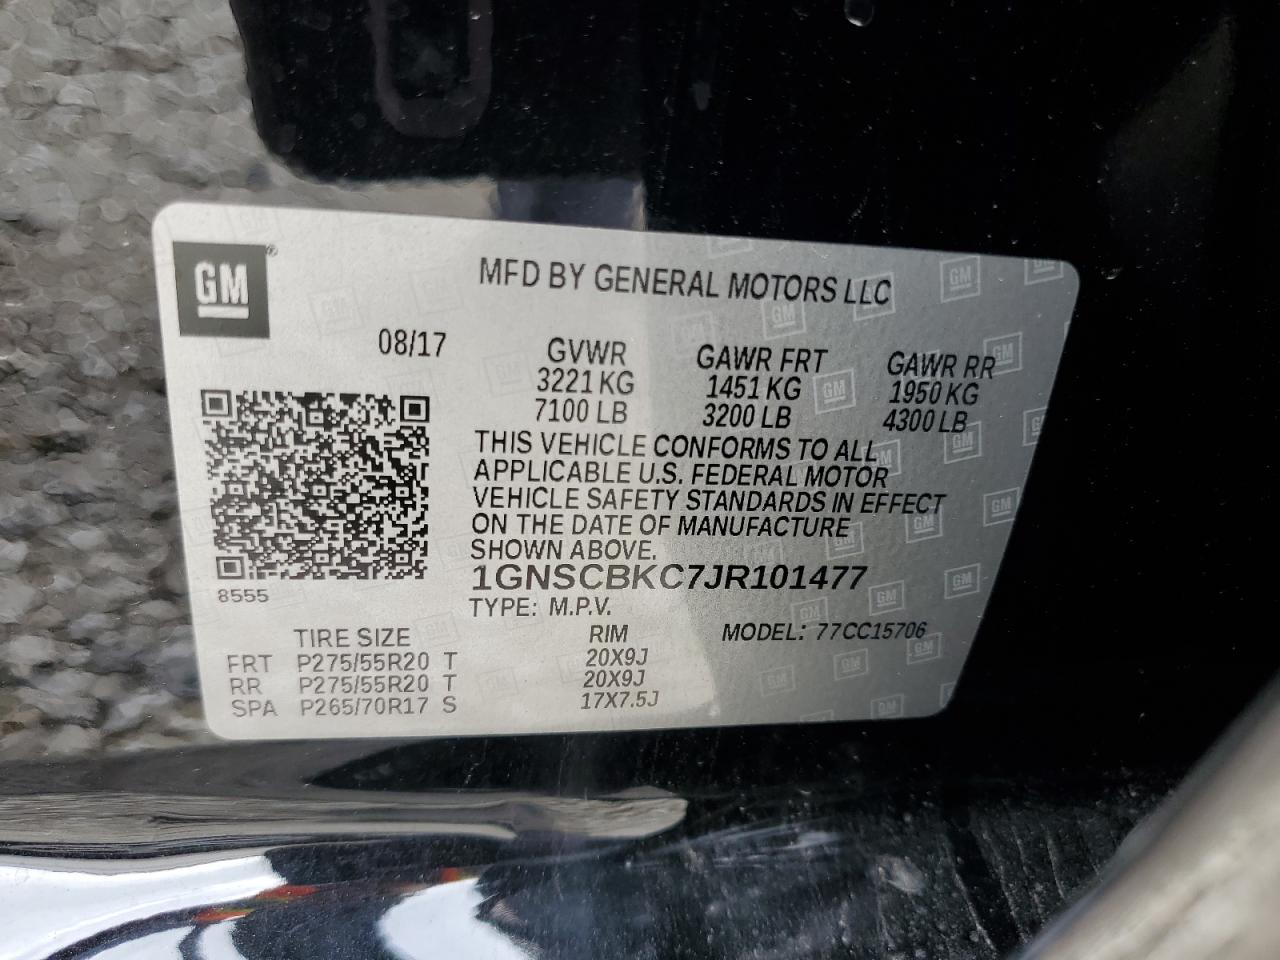 GM
MFD BY GENERAL MOTORS LLC
08/17
GVWR GAWR FRT GAWR RR
3221 KG 1451 KG 1950 KG
7100 LB 3200 LB 4300 LB
THIS VEHICLE CONFORMS TO ALL
APPLICABLE U.S. FEDERAL MOTOR
VEHICLE SAFETY STANDARDS IN EFFECT
ON THE DATE OF MANUFACTURE
SHOWN ABOVE.
8555
1GNSCBKC7JR101477
TYPE: M.P.V.
MODEL: 77CC15706
TIRE SIZE RIM
FRT P275/55R20 T 20X9J
RR P275/55R20 T 20X9J
SPA P265/70R17 S 17X7.5J